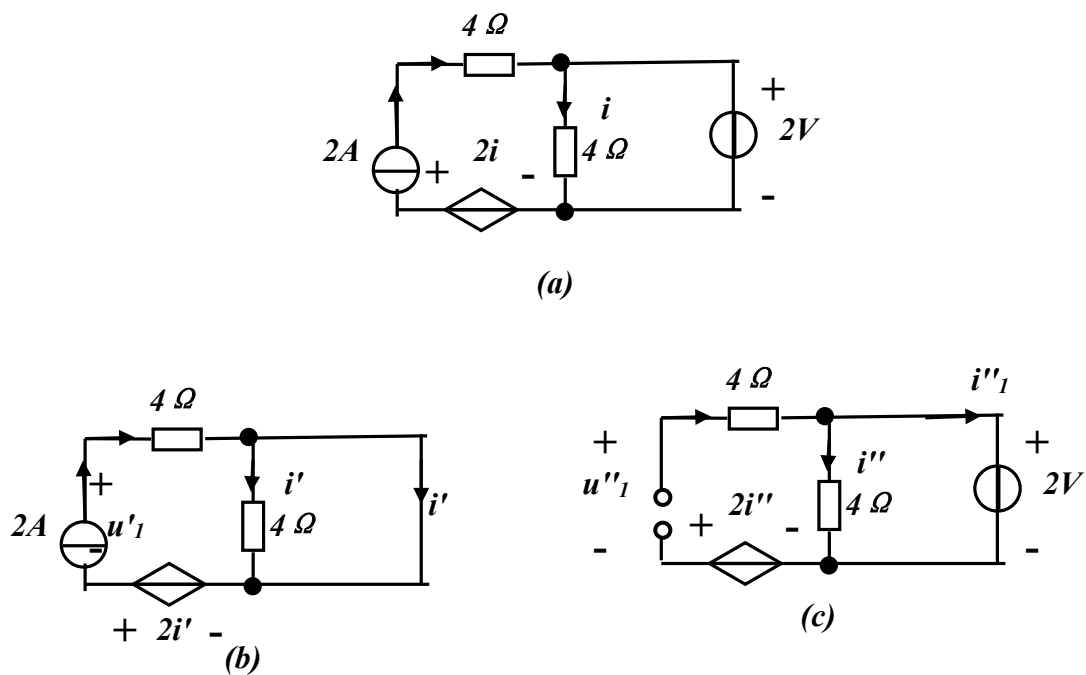 4 Ω
i
2A
+ 2i -
4 Ω
+
2V
-
(a)
4 Ω
2A
+
u'1
-
i'
4 Ω
i'
+ 2i' -
(b)
4 Ω
i''1
+
u''1
-
+ 2i'' -
i''
4 Ω
+
2V
-
(c)